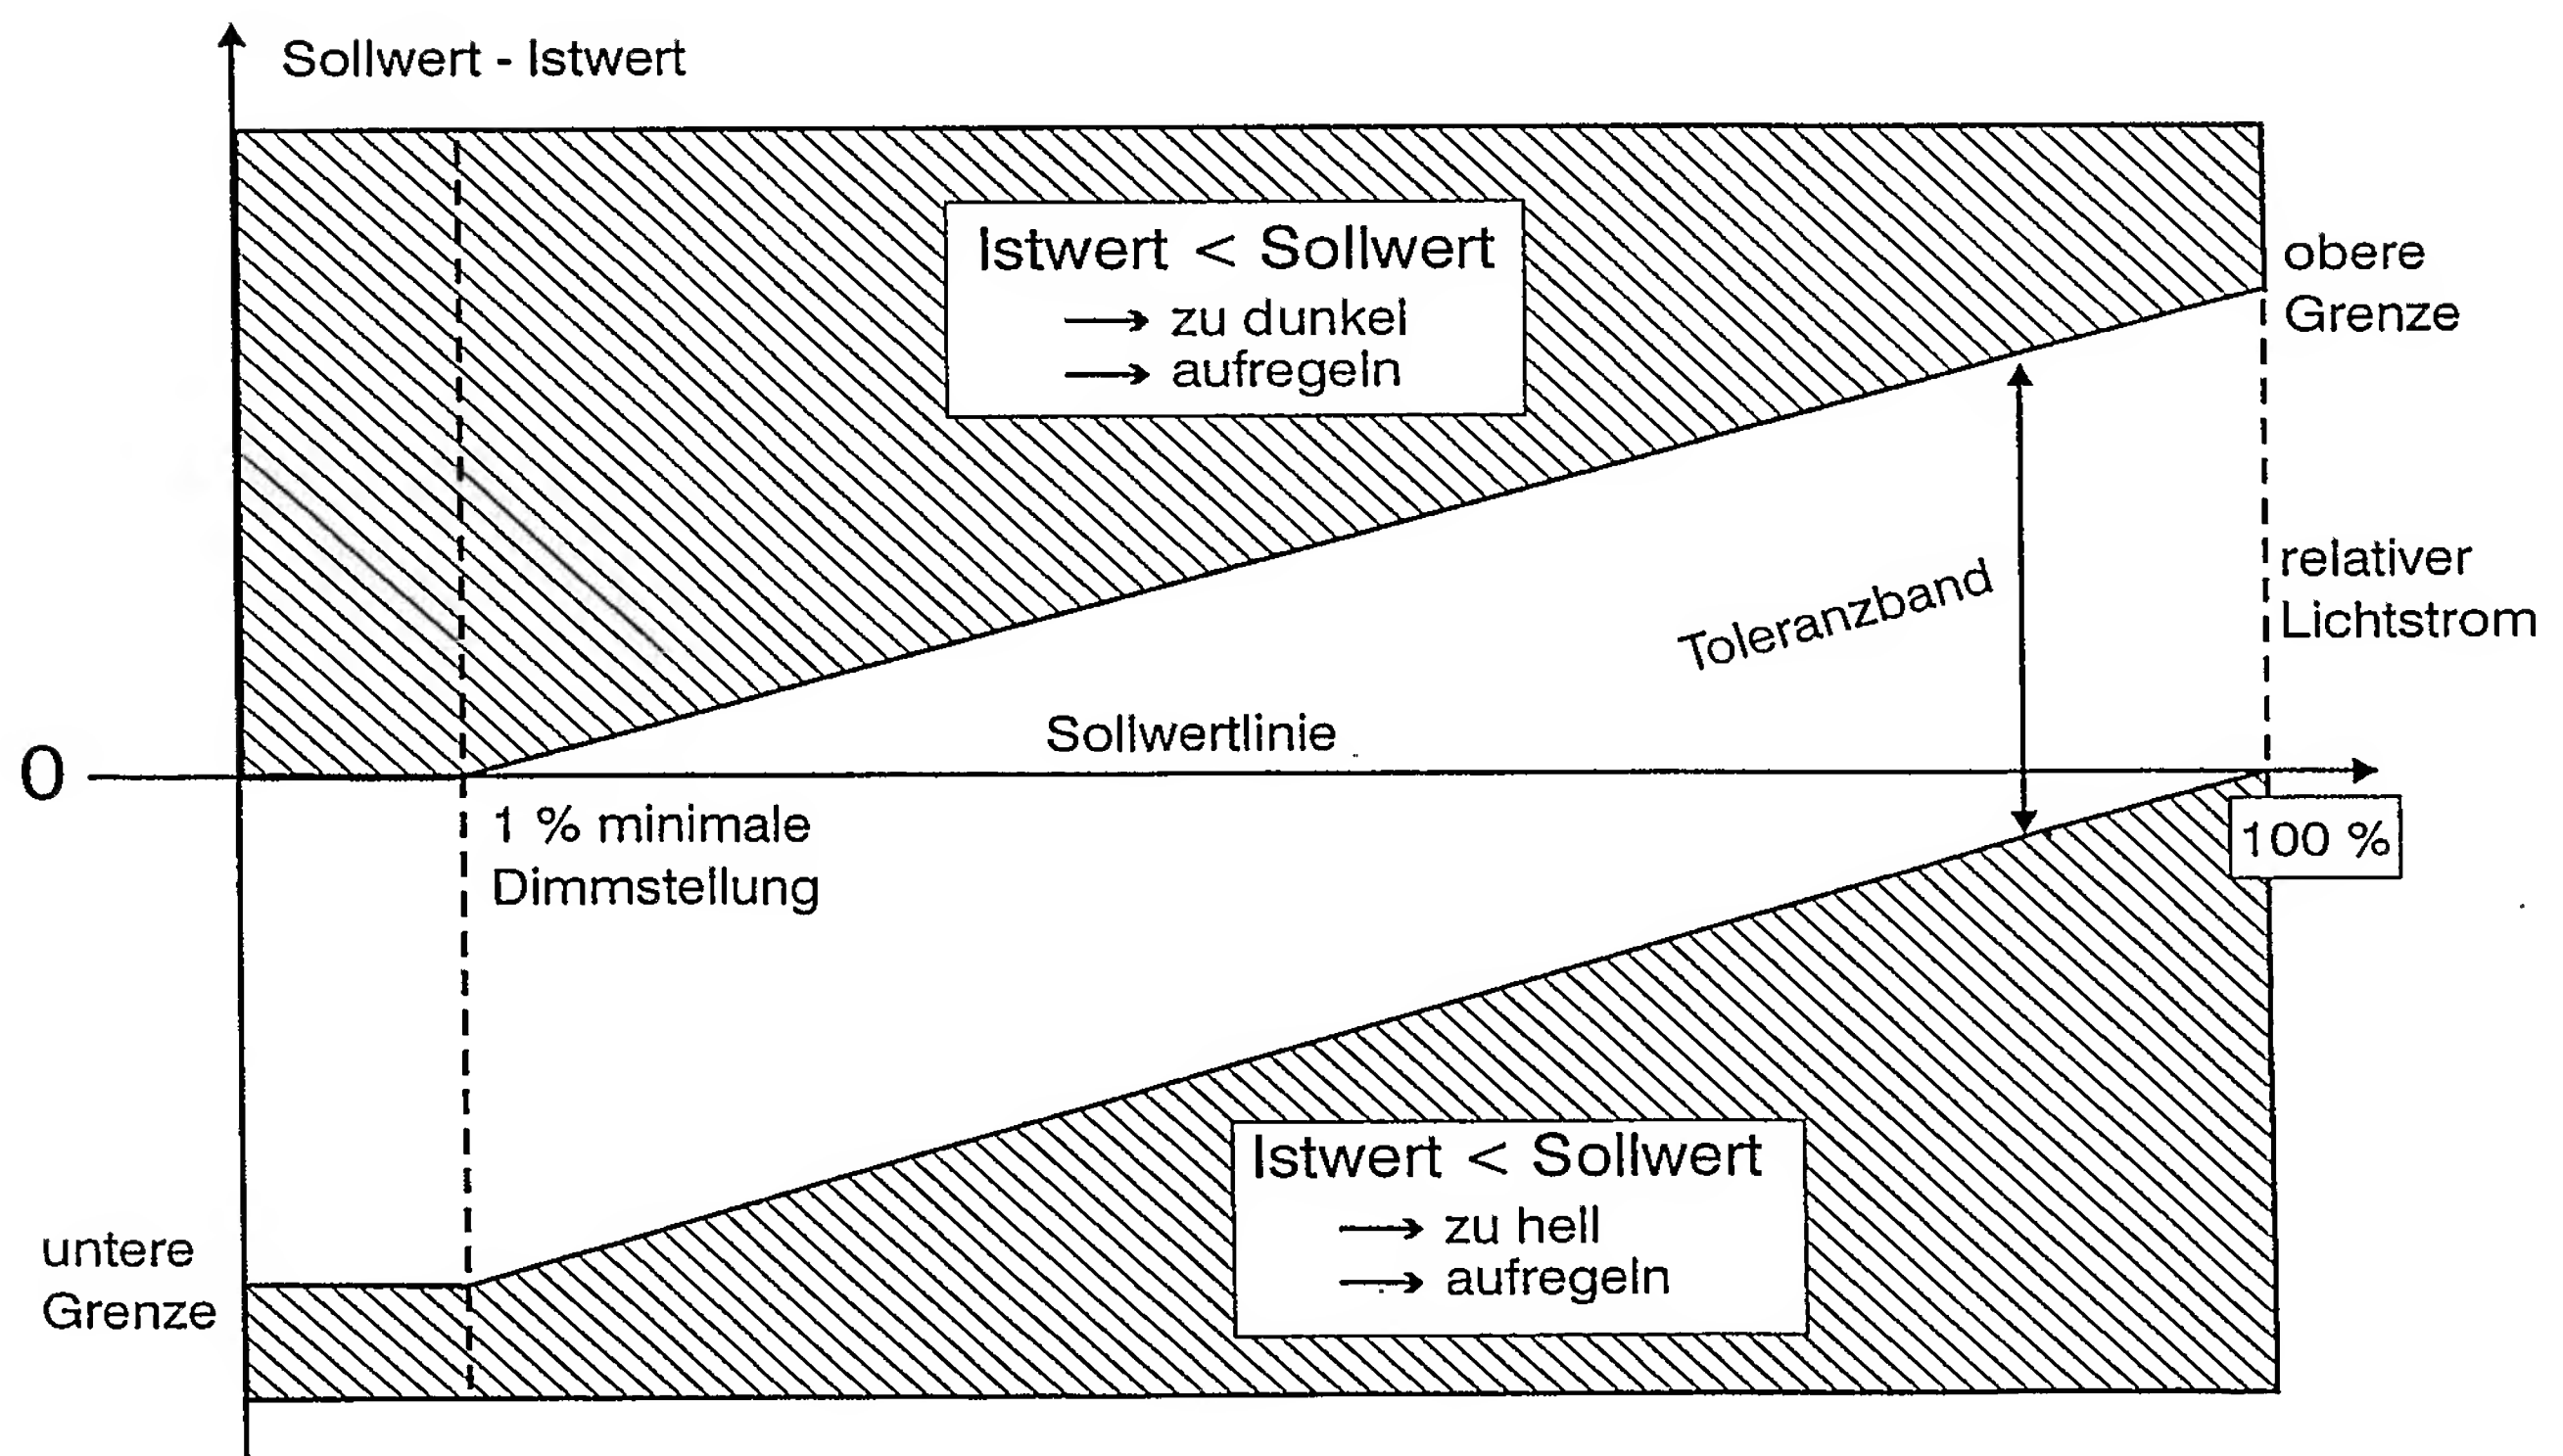 Sollwert - Istwert
Istwert < Sollwert
→ zu dunkel
→ aufregeln
obere
Grenze
relativer
Lichtstrom
Toleranzband
Sollwertlinie
0
1 % minimale
Dimmstellung
100 %
Istwert < Sollwert
→ zu hell
→ aufregeln
untere
Grenze